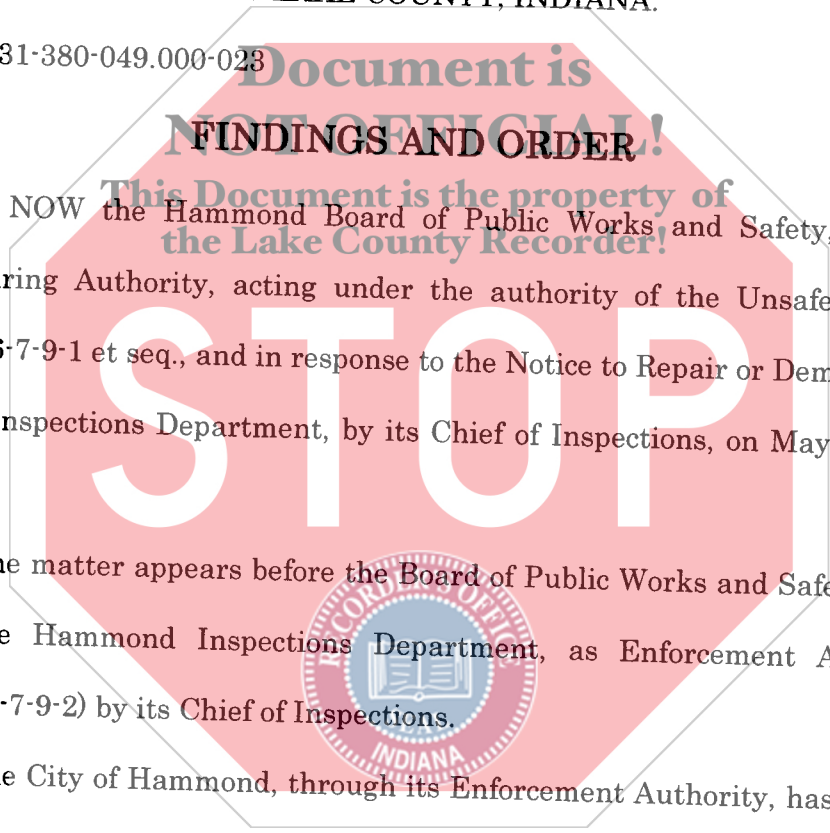 COUNTY, INDIANA.
31-380-049.000-023
Document is
NOT OFFICIAL!
FINDINGS AND ORDER
This Document is the property of
NOW the Hammond Board of Public Works and Safety,
the Lake County Recorder!
ring Authority, acting under the authority of the Unsafe
6-7-9-1 et seq., and in response to the Notice to Repair or Dem
STOP
nspections Department, by its Chief of Inspections, on May
ne matter appears before the Board of Public Works and Safe
RECORDER'S OFFICE
e Hammond Inspections Department, as Enforcement A
-7-9-2) by its Chief of Inspections.
INDIANA
e City of Hammond, through its Enforcement Authority, has